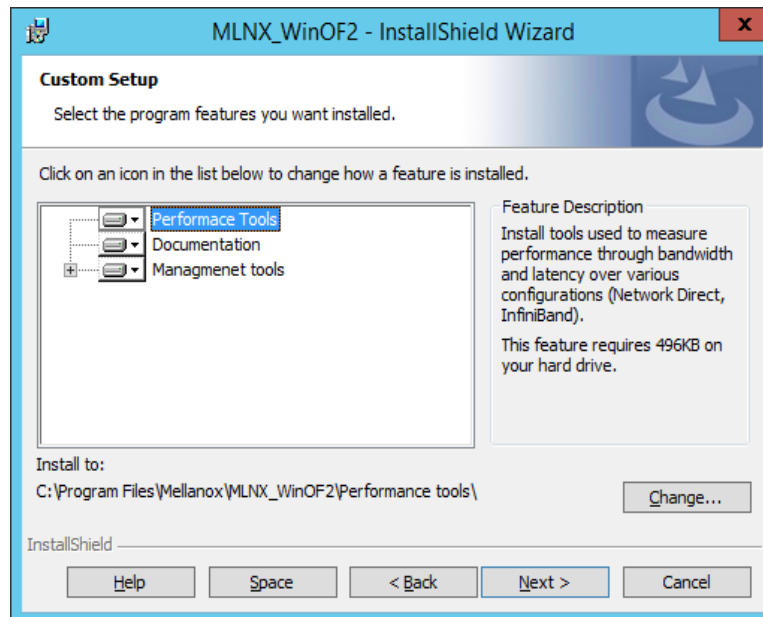 MLNX_WinOF2 - InstallShield Wizard
x
Custom Setup
Select the program features you want installed.
Click on an icon in the list below to change how a feature is installed.
Performace Tools
Documentation
Managmenet tools
Feature Description
Install tools used to measure
performance through bandwidth
and latency over various
configurations (Network Direct,
InfiniBand).
This feature requires 496KB on
your hard drive.
Install to:
C:\Program Files\Mellanox\MLNX_WinOF2\Performance tools\
Change...
InstallShield
Help
Space
< Back
Next >
Cancel